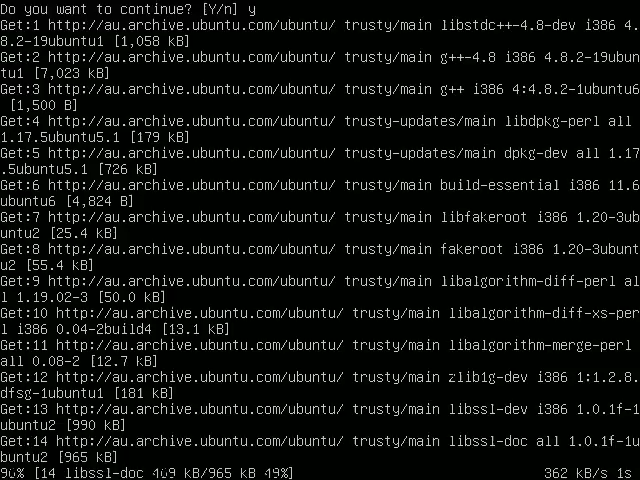 Do you want to continue? [Y/n] y
Get:1 http://au.archive.ubuntu.com/ubuntu/ trusty/main libstdc++-4.8-dev i386 4.
8.2-19ubuntu1 [1,058 kB]
Get:2 http://au.archive.ubuntu.com/ubuntu/ trusty/main g++-4.8 i386 4.8.2-19ubun
tu1 [7,023 kB]
Get:3 http://au.archive.ubuntu.com/ubuntu/ trusty/main g++ i386 4:4.8.2-1ubuntu6
 [1,500 B]
Get:4 http://au.archive.ubuntu.com/ubuntu/ trusty-updates/main libdpkg-perl all
1.17.5ubuntu5.1 [179 kB]
Get:5 http://au.archive.ubuntu.com/ubuntu/ trusty-updates/main dpkg-dev all 1.17
.5ubuntu5.1 [726 kB]
Get:6 http://au.archive.ubuntu.com/ubuntu/ trusty/main build-essential i386 11.6
ubuntu6 [4,824 B]
Get:7 http://au.archive.ubuntu.com/ubuntu/ trusty/main libfakeroot i386 1.20-3ub
untu2 [25.4 kB]
Get:8 http://au.archive.ubuntu.com/ubuntu/ trusty/main fakeroot i386 1.20-3ubunt
u2 [55.4 kB]
Get:9 http://au.archive.ubuntu.com/ubuntu/ trusty/main libalgorithm-diff-perl al
l 1.19.02-3 [50.0 kB]
Get:10 http://au.archive.ubuntu.com/ubuntu/ trusty/main libalgorithm-diff-xs-per
l i386 0.04-2build4 [13.1 kB]
Get:11 http://au.archive.ubuntu.com/ubuntu/ trusty/main libalgorithm-merge-perl
all 0.08-2 [12.7 kB]
Get:12 http://au.archive.ubuntu.com/ubuntu/ trusty/main zlib1g-dev i386 1:1.2.8.
dfsg-1ubuntu1 [181 kB]
Get:13 http://au.archive.ubuntu.com/ubuntu/ trusty/main libssl-dev i386 1.0.1f-1
ubuntu2 [990 kB]
Get:14 http://au.archive.ubuntu.com/ubuntu/ trusty/main libssl-doc all 1.0.1f-1u
buntu2 [965 kB]
[14 libssl-doc kB/965 kB 362 kB/s 1s